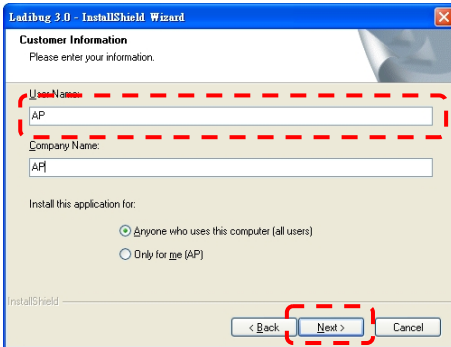 Ladibug 3.0 - InstallShield Wizard
Customer Information
Please enter your information.
User Name:
AP
Company Name:
AP
Install this application for:
Anyone who uses this computer (all users)
Only for me (AP)
InstallShield
< Back Next > Cancel